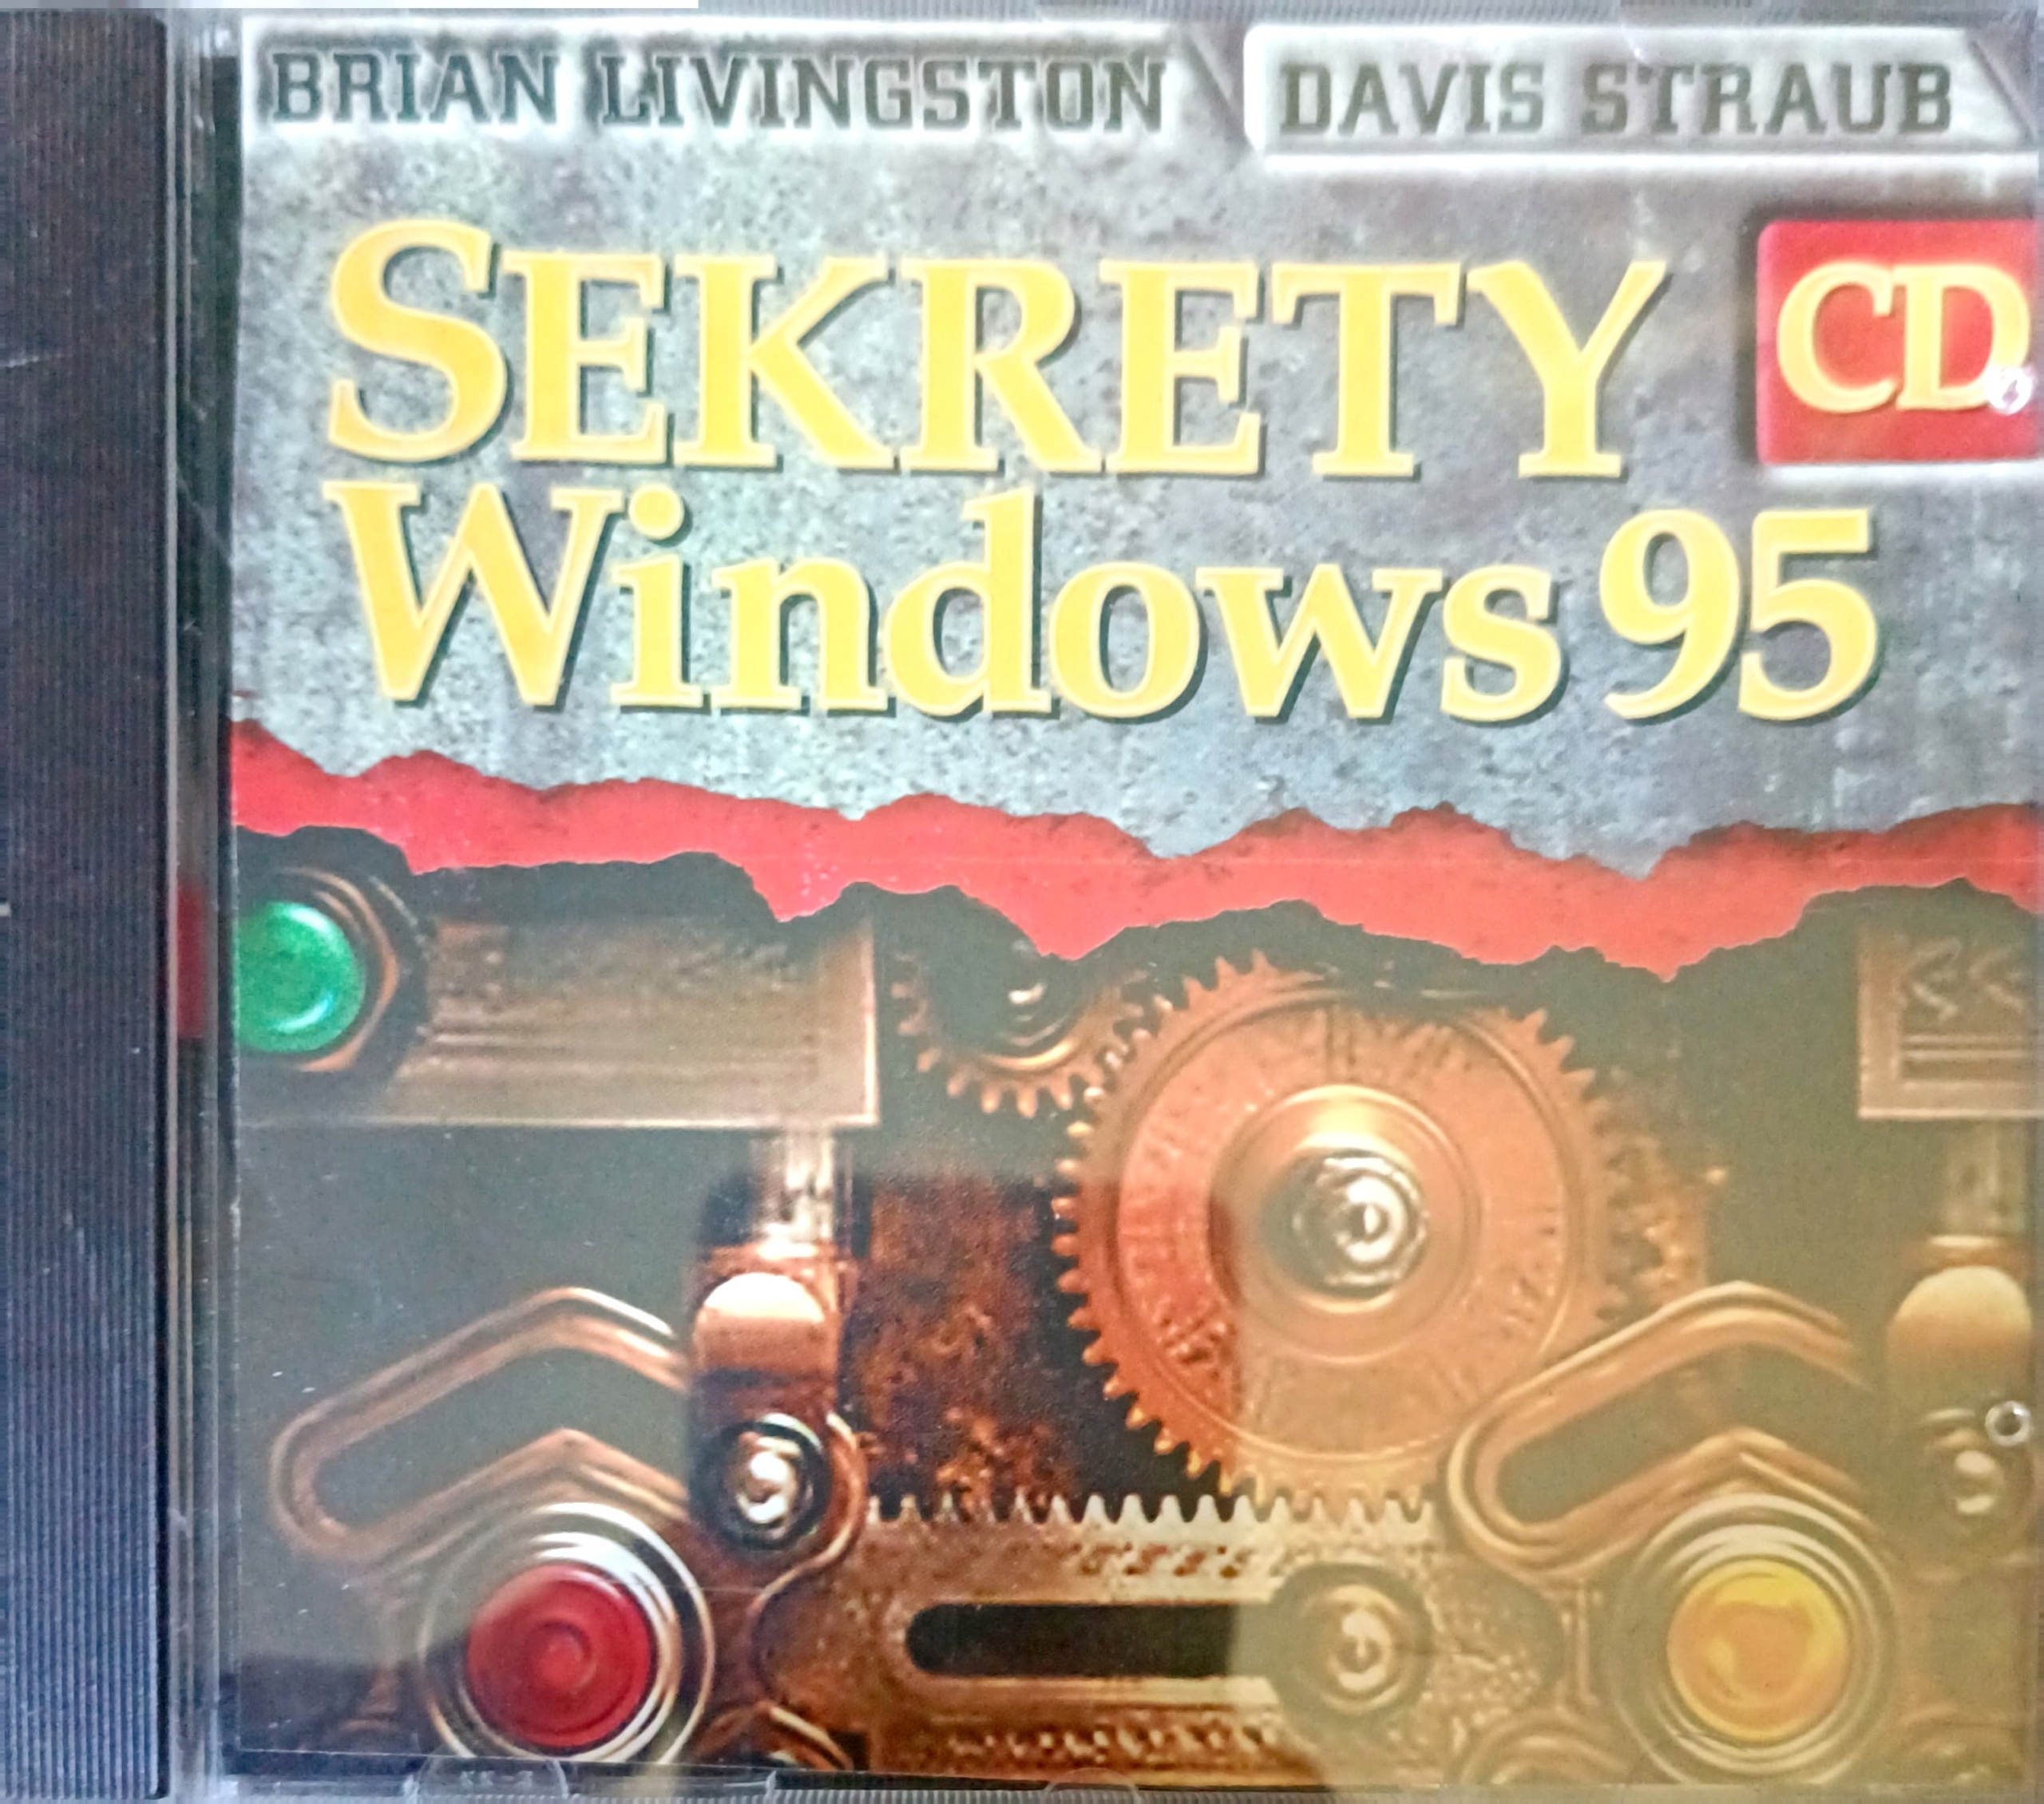 BRIAN LIVINGSTON
DAVIS STRAUB
SEKRETY
CD
Windows 95